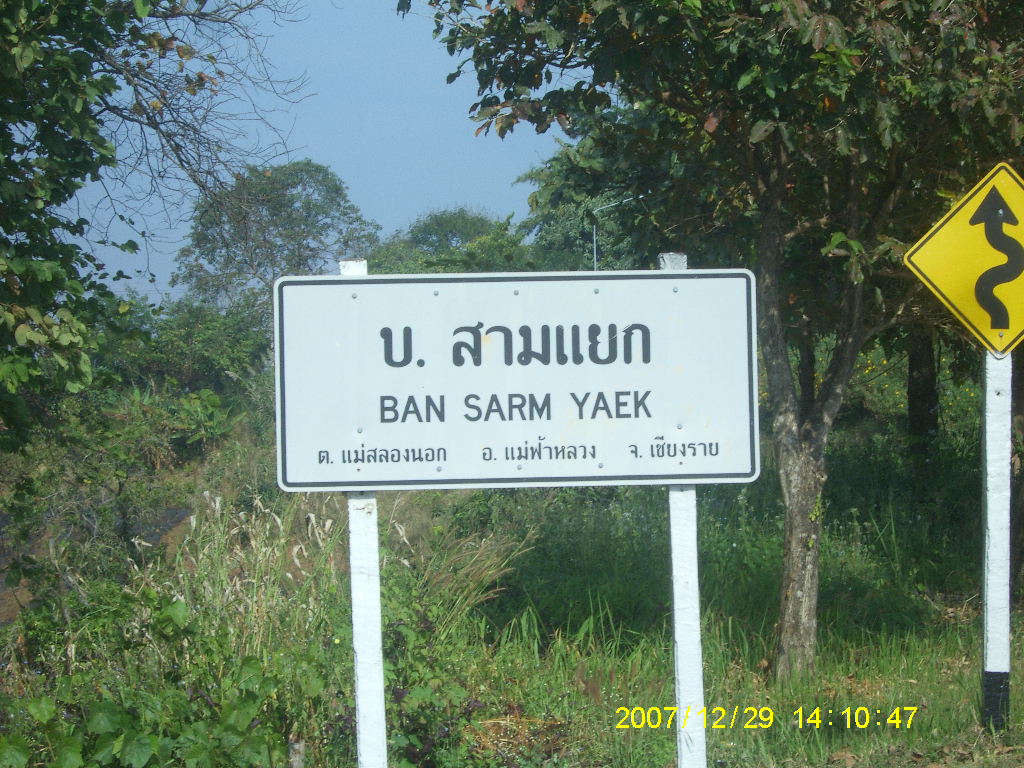 บ. สามแยก
BAN SARM YAEK
ต. แม่สลองนอก อ. แม่ฟ้าหลวง จ. เชียงราย
2007/12/29 14:10:47